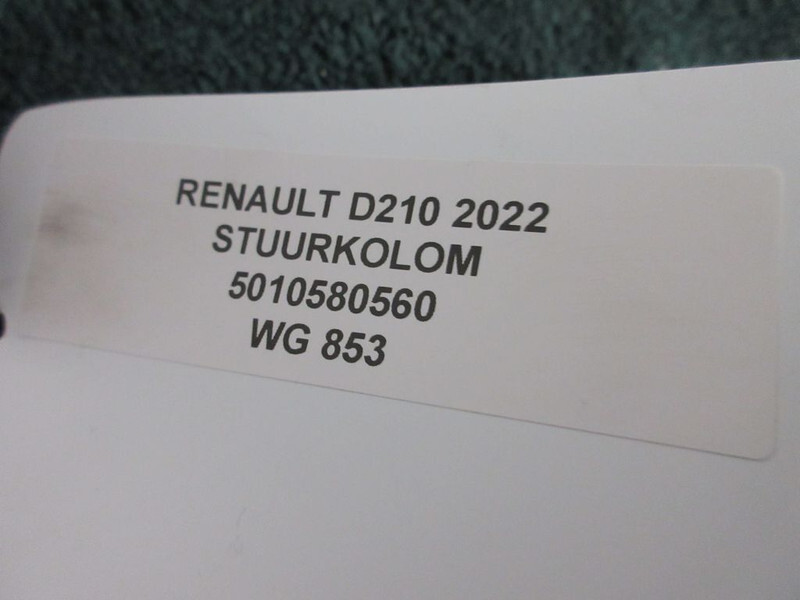 RENAULT D210 2022
STUURKOLOM
5010580560
WG 853